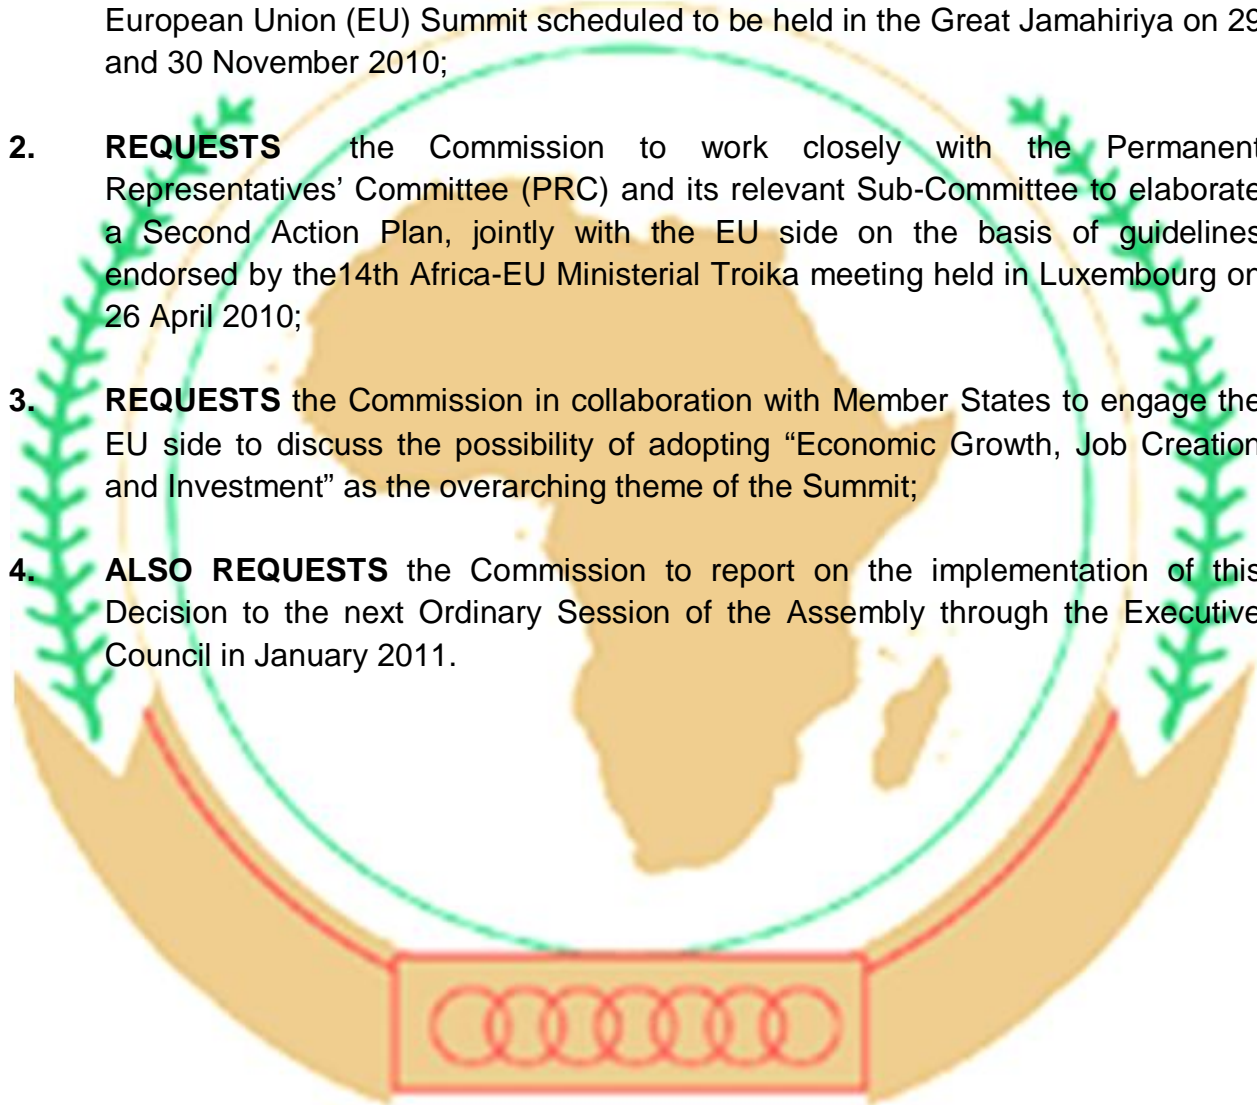 European Union (EU) Summit scheduled to be held in the Great Jamahiriya on 29
and 30 November 2010;
2. REQUESTS the Commission to work closely with the Permanent
Representatives’ Committee (PRC) and its relevant Sub-Committee to elaborate
a Second Action Plan, jointly with the EU side on the basis of guidelines
endorsed by the14th Africa-EU Ministerial Troika meeting held in Luxembourg on
26 April 2010;
3. REQUESTS the Commission in collaboration with Member States to engage the
EU side to discuss the possibility of adopting “Economic Growth, Job Creation
and Investment” as the overarching theme of the Summit;
4. ALSO REQUESTS the Commission to report on the implementation of this
Decision to the next Ordinary Session of the Assembly through the Executive
Council in January 2011.